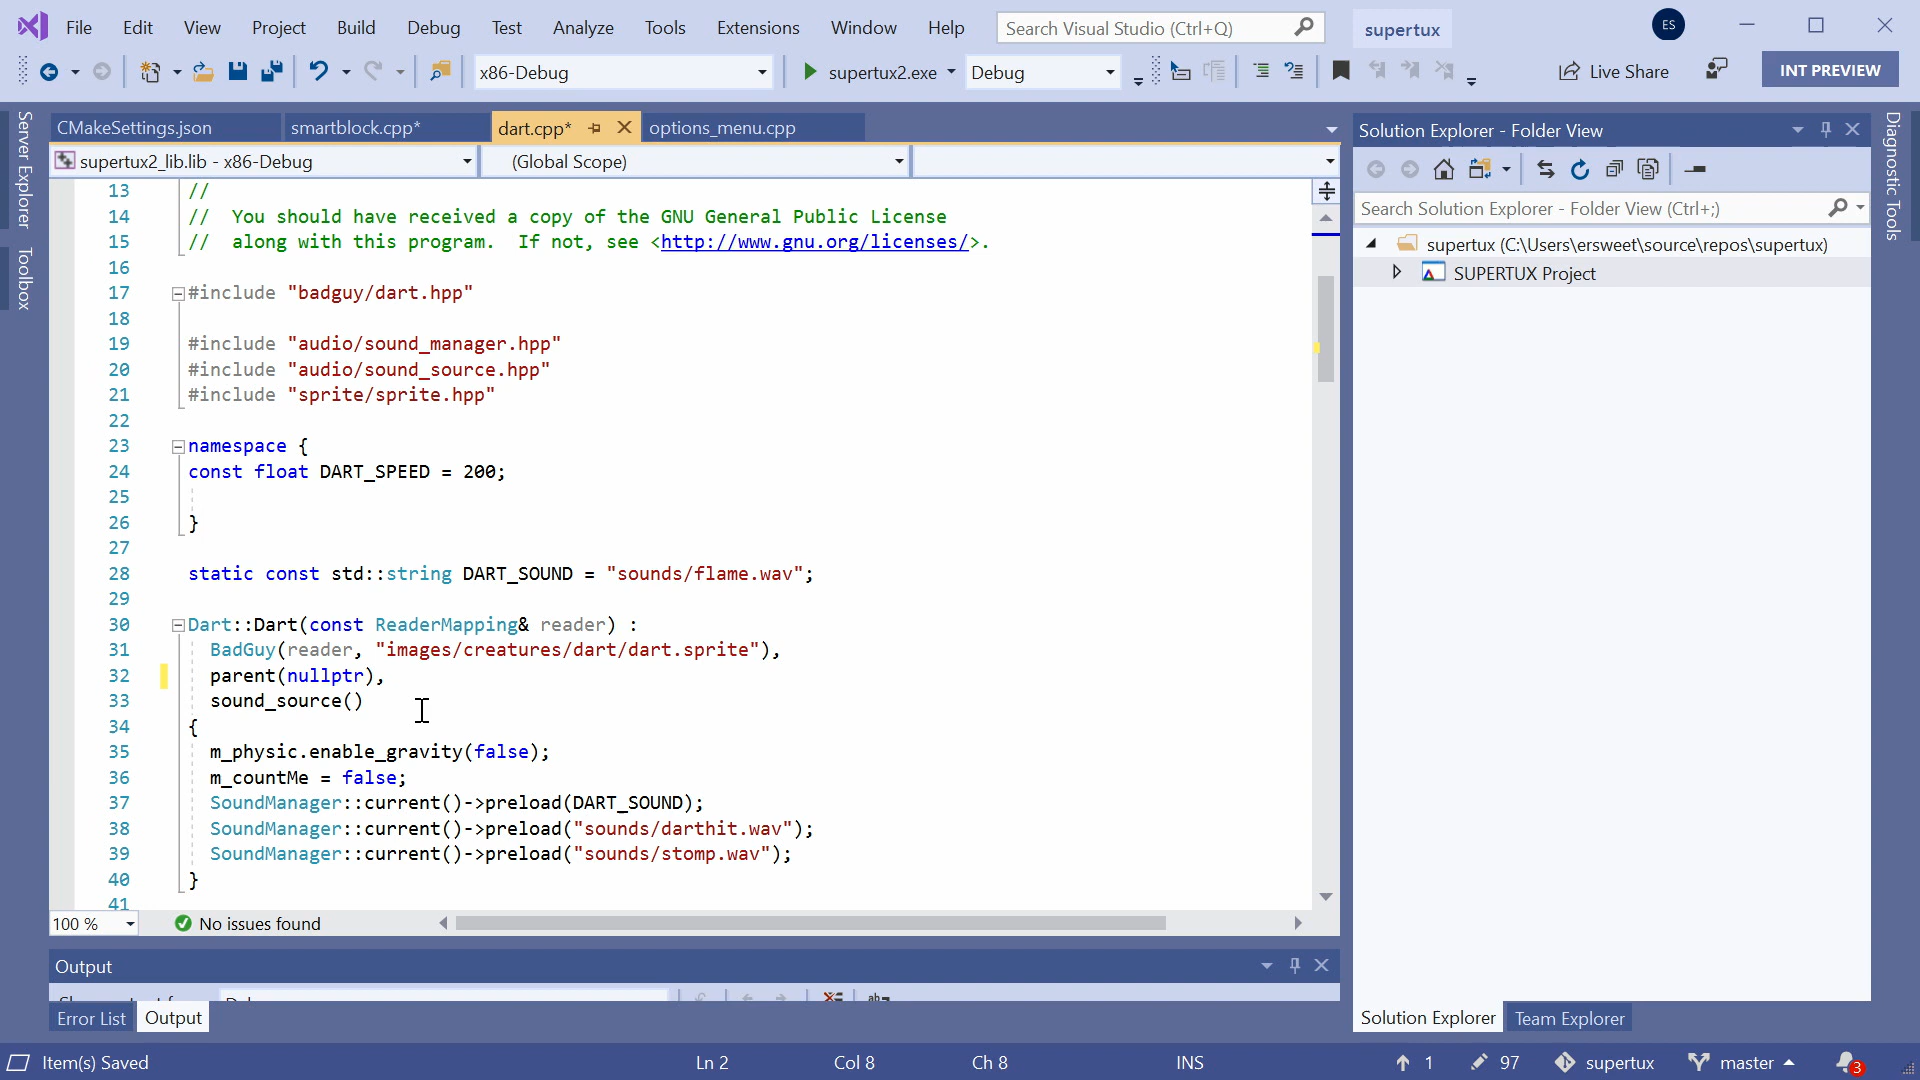 File Edit View Project Build Debug Test Analyze Tools Extensions Window Help Search Visual Studio (Ctrl+Q) supertux ES
x86-Debug supertux2.exe Debug Live Share INT PREVIEW
Server Explorer
Toolbox
CMakeSettings.json smartblock.cpp* dart.cpp* options_menu.cpp
supertux2_lib.lib - x86-Debug (Global Scope)
13 //
14 // You should have received a copy of the GNU General Public License
15 // along with this program. If not, see <http://www.gnu.org/licenses/>.
16
17 #include "badguy/dart.hpp"
18
19 #include "audio/sound_manager.hpp"
20 #include "audio/sound_source.hpp"
21 #include "sprite/sprite.hpp"
22
23 namespace {
24 const float DART_SPEED = 200;
25
26 }
27
28 static const std::string DART_SOUND = "sounds/flame.wav";
29
30 Dart::Dart(const ReaderMapping& reader) :
31 BadGuy(reader, "images/creatures/dart/dart.sprite"),
32 parent(nullptr),
33 sound_source()
34 {
35 m_physic.enable_gravity(false);
36 m_countMe = false;
37 SoundManager::current()->preload(DART_SOUND);
38 SoundManager::current()->preload("sounds/darthit.wav");
39 SoundManager::current()->preload("sounds/stomp.wav");
40 }
41
100 % No issues found
Output
Error List Output
Solution Explorer - Folder View
Search Solution Explorer - Folder View (Ctrl+;)
supertux (C:\Users\ersweet\source\repos\supertux)
SUPERTUX Project
Solution Explorer Team Explorer
Diagnostic Tools
Item(s) Saved Ln 2 Col 8 Ch 8 INS 1 97 supertux master 3